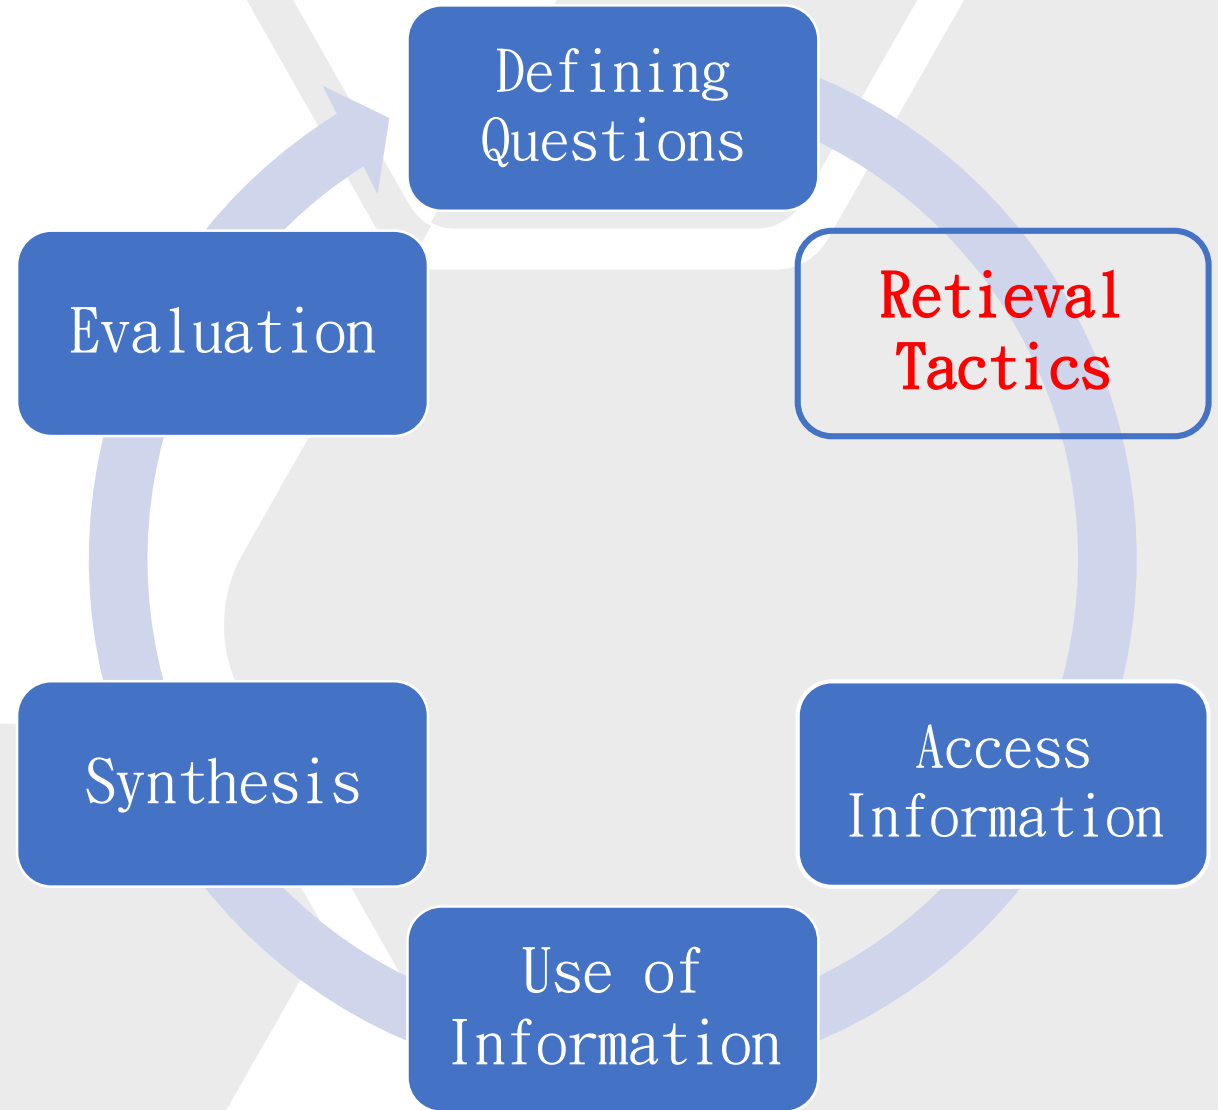 Defining
Questions
Retieval
Tactics
Access
Information
Use of
Information
Synthesis
Evaluation